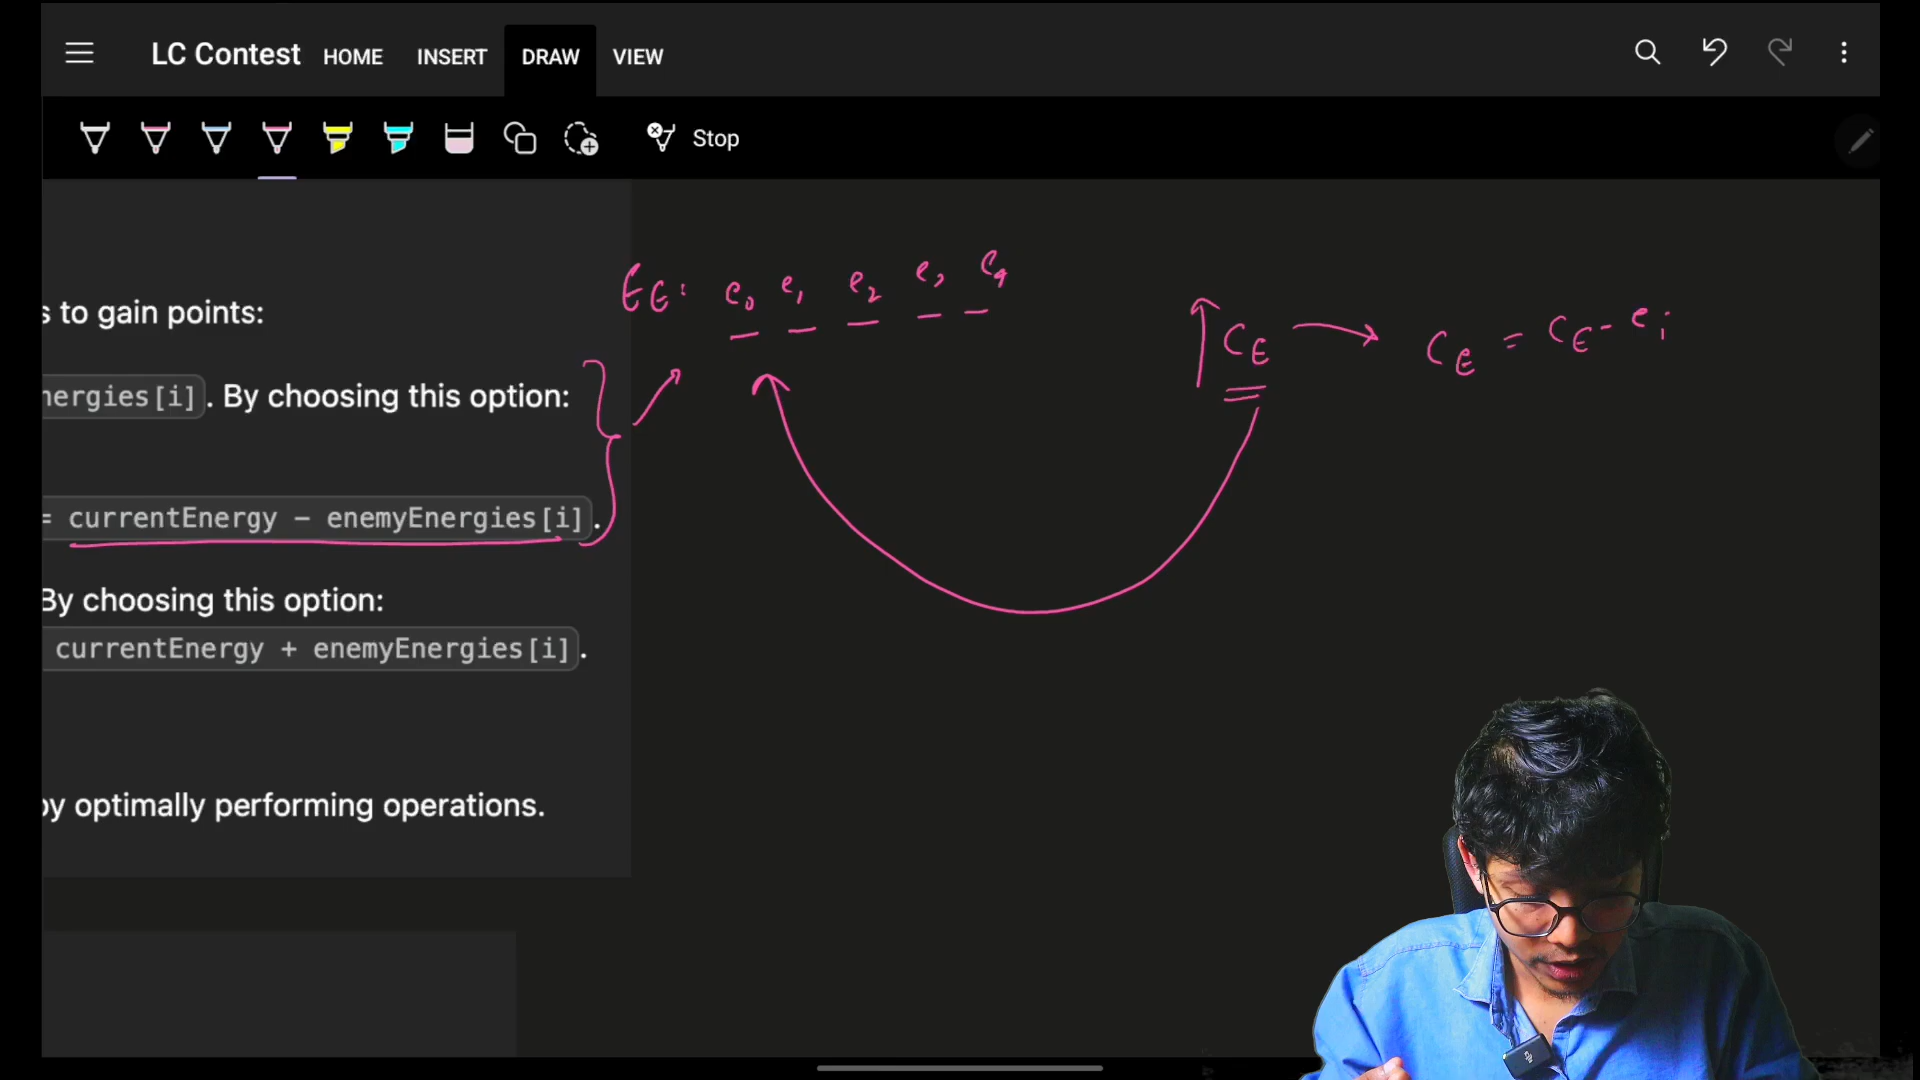 LC Contest HOME INSERT DRAW VIEW
Stop
s to gain points:
nergies[i]. By choosing this option:
= currentEnergy - enemyEnergies[i].
By choosing this option:
currentEnergy + enemyEnergies[i].
by optimally performing operations.
EE: e0 e1 e2 e3 e4
CE → CE = CE - ei